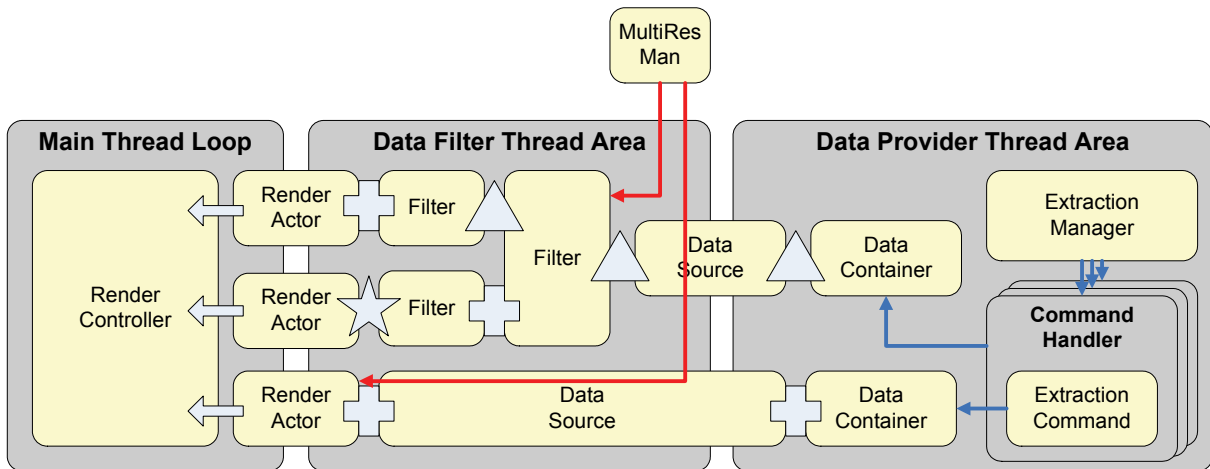 MultiRes
Man
Main Thread Loop
Data Filter Thread Area
Data Provider Thread Area
Render
Controller
Render
Actor
Filter
Render
Actor
Filter
Filter
Data
Source
Data
Container
Extraction
Manager
Command
Handler
Render
Actor
Data
Source
Data
Container
Extraction
Command